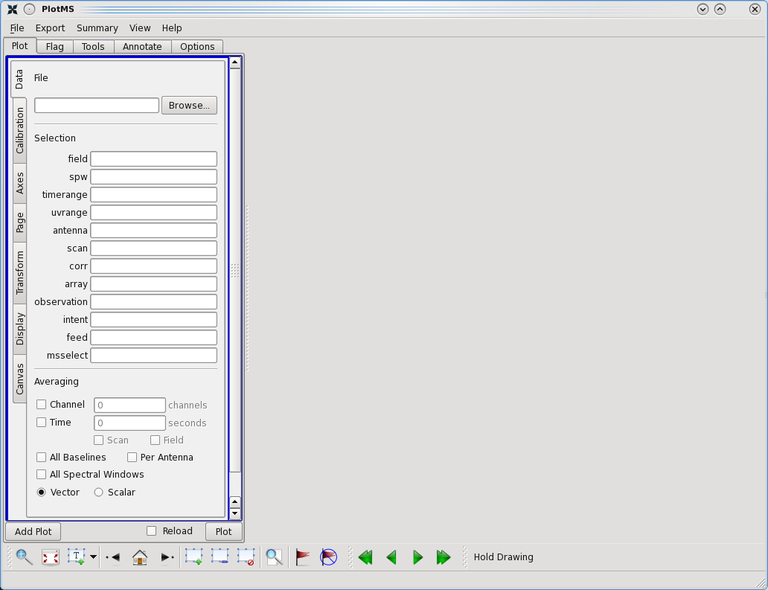 PlotMS
File Export Summary View Help
Plot Flag Tools Annotate Options
Data
Calibration
Axes
Page
Transform
Display
Canvas
File
Browse...
Selection
field
spw
timerange
uvrange
antenna
scan
corr
array
observation
intent
feed
msselect
Averaging
Channel 0 channels
Time 0 seconds
Scan Field
All Baselines Per Antenna
All Spectral Windows
Vector Scalar
Add Plot Reload Plot
T Hold Drawing